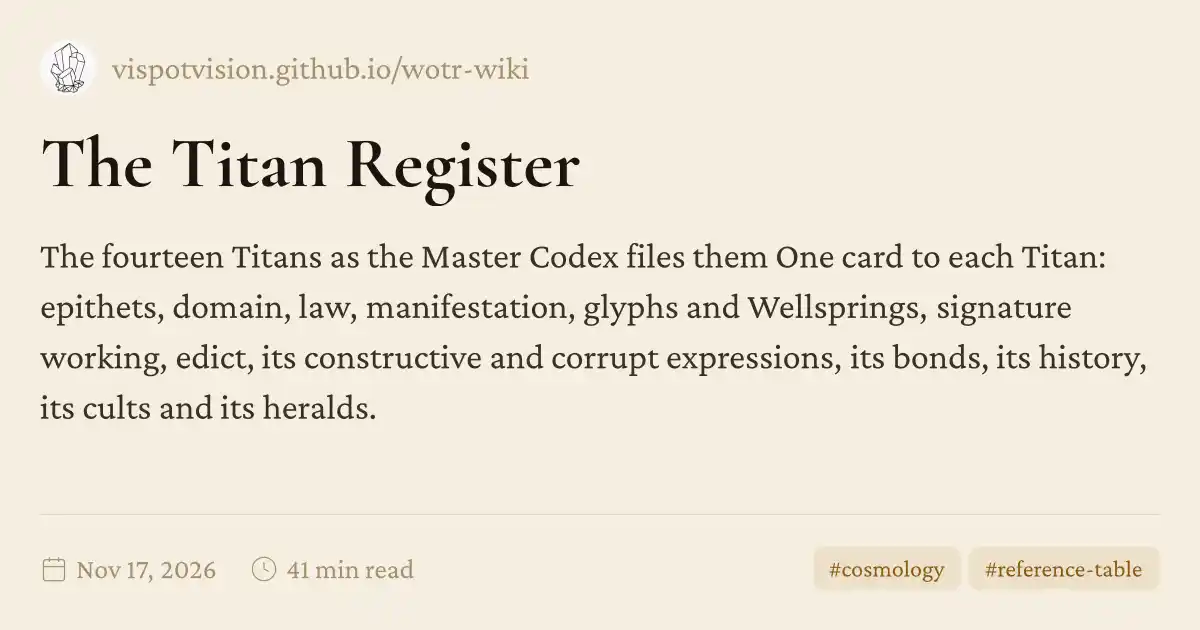 vispotvision.github.io/wotr-wiki
The Titan Register
The fourteen Titans as the Master Codex files them One card to each Titan:
epithets, domain, law, manifestation, glyphs and Wellsprings, signature
working, edict, its constructive and corrupt expressions, its bonds, its history,
its cults and its heralds.
Nov 17, 2026
41 min read
#cosmology
#reference-table